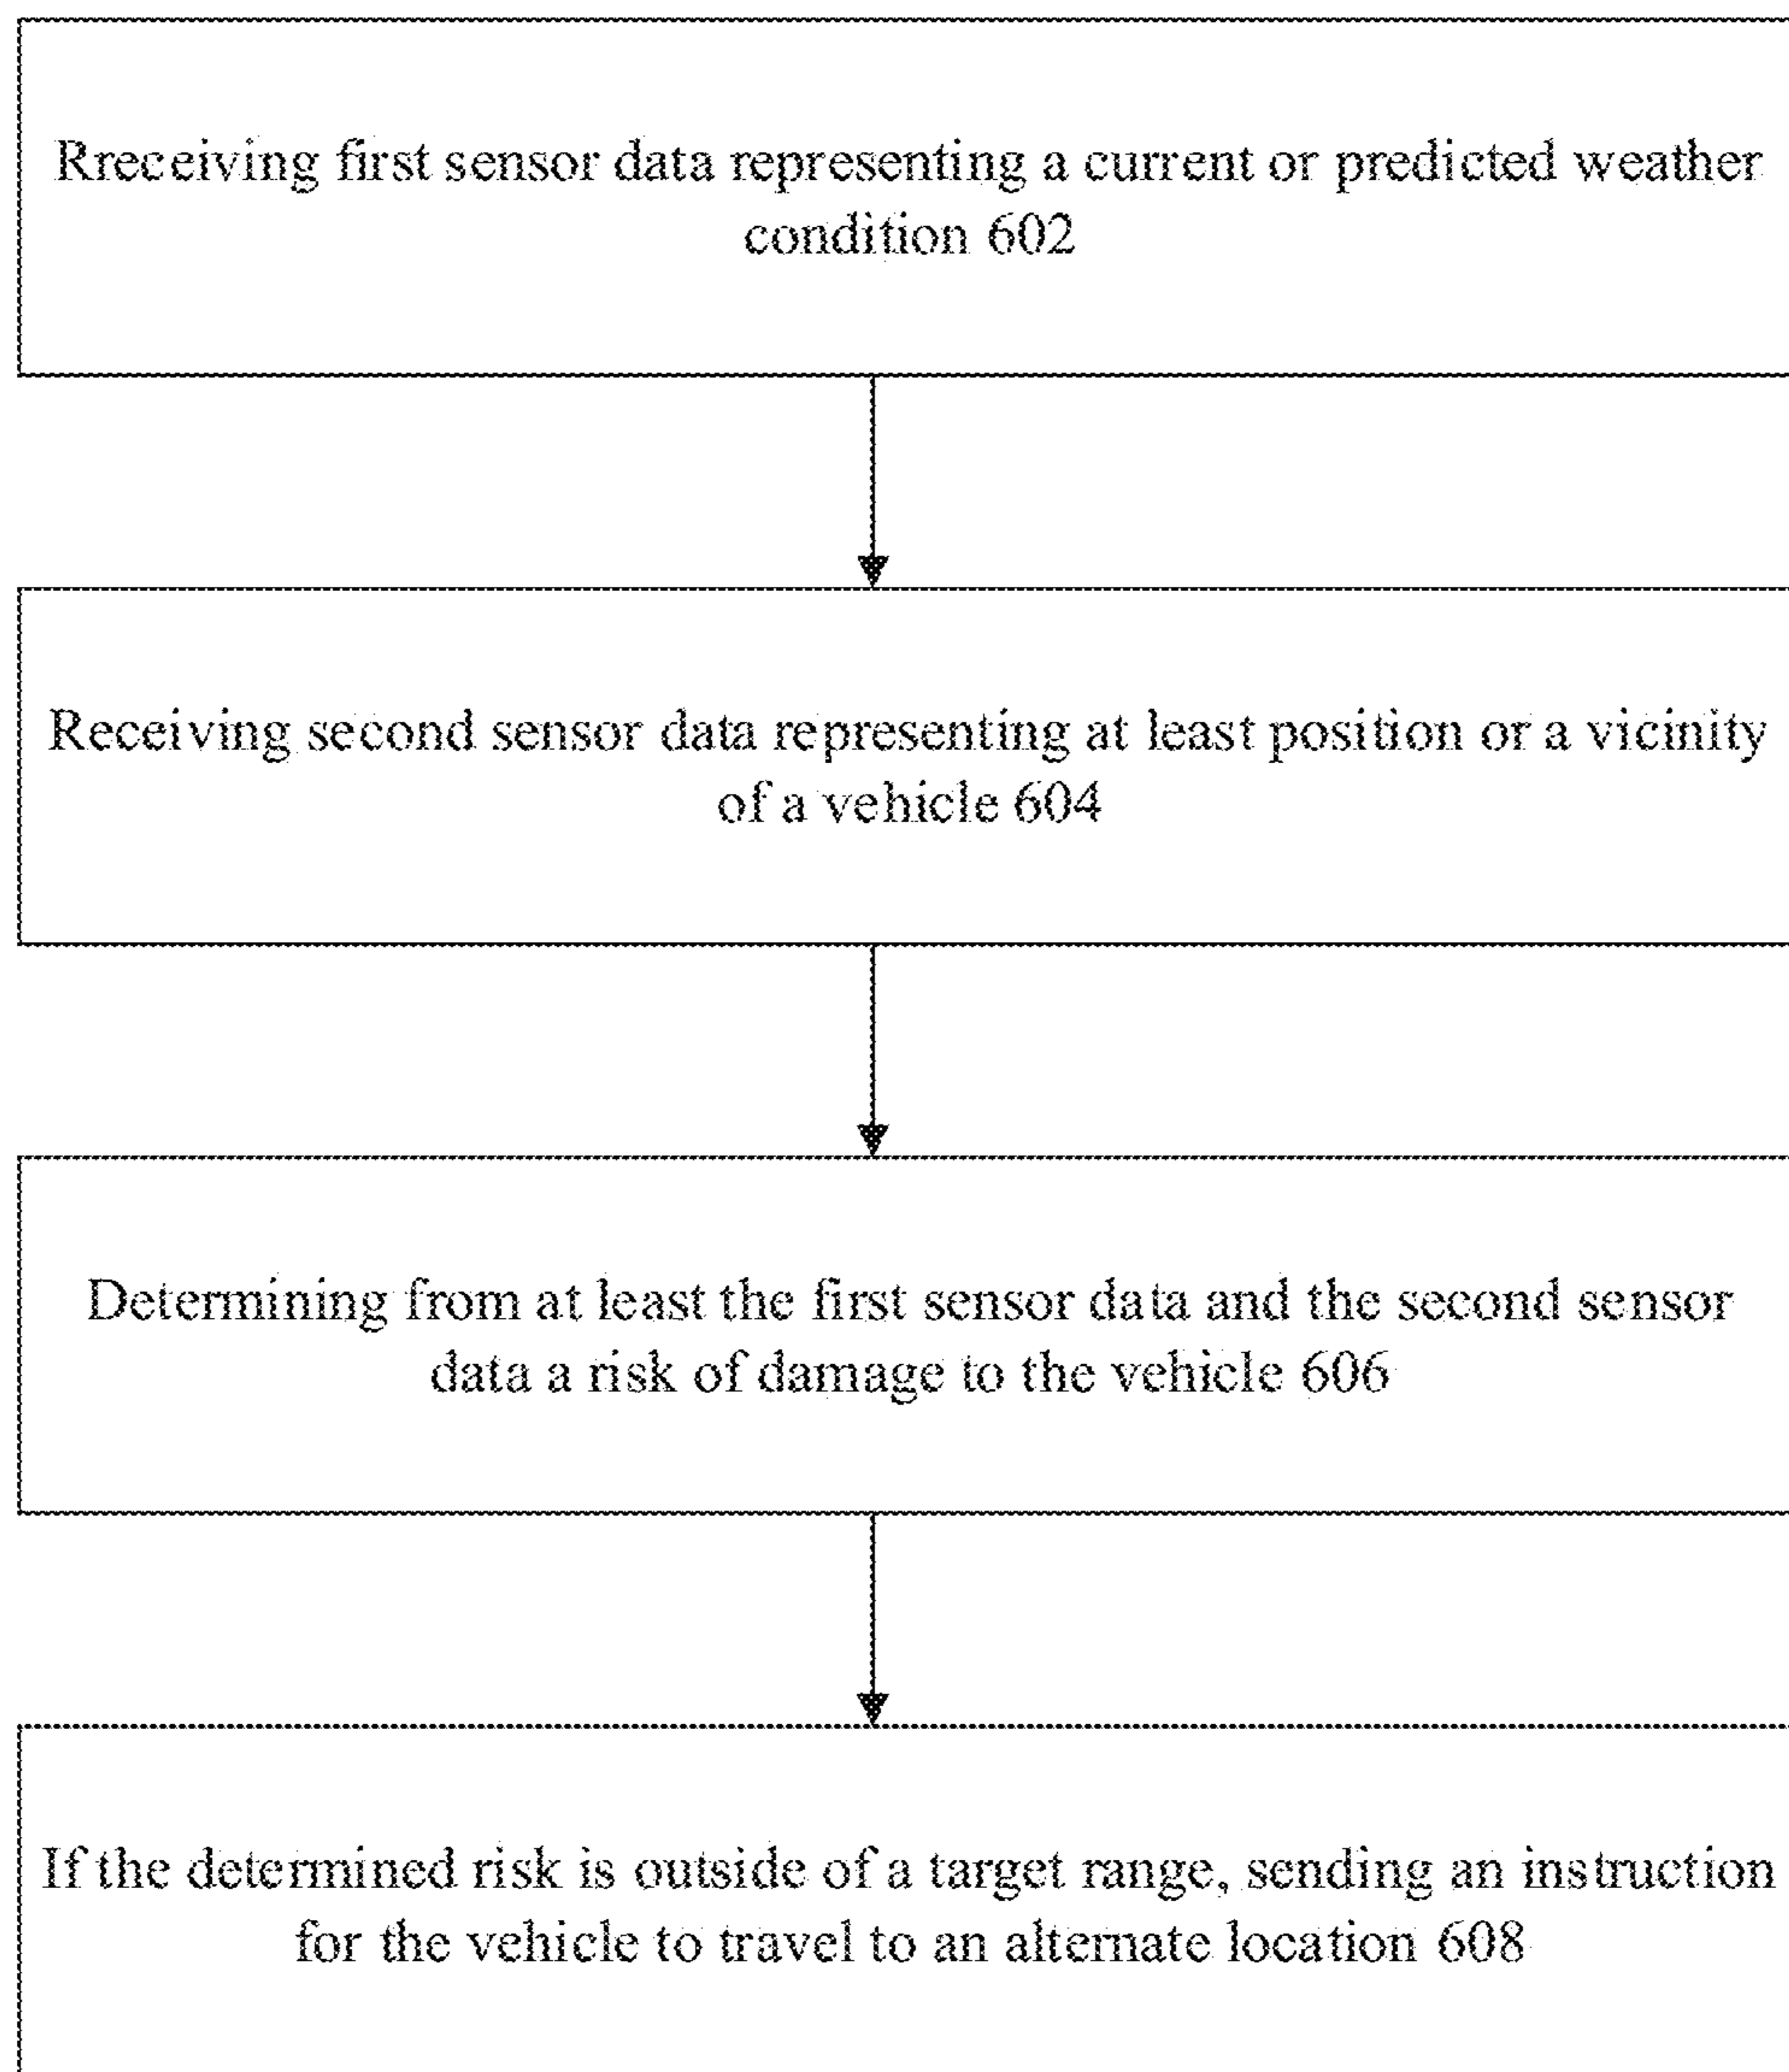 Rreceiving first sensor data representing a current or predicted weather
condition 602
Receiving second sensor data representing at least position or a vicinity
of a vehicle 604
Determining from at least the first sensor data and the second sensor
data a risk of damage to the vehicle 606
If the determined risk is outside of a target range, sending an instruction
for the vehicle to travel to an alternate location 608